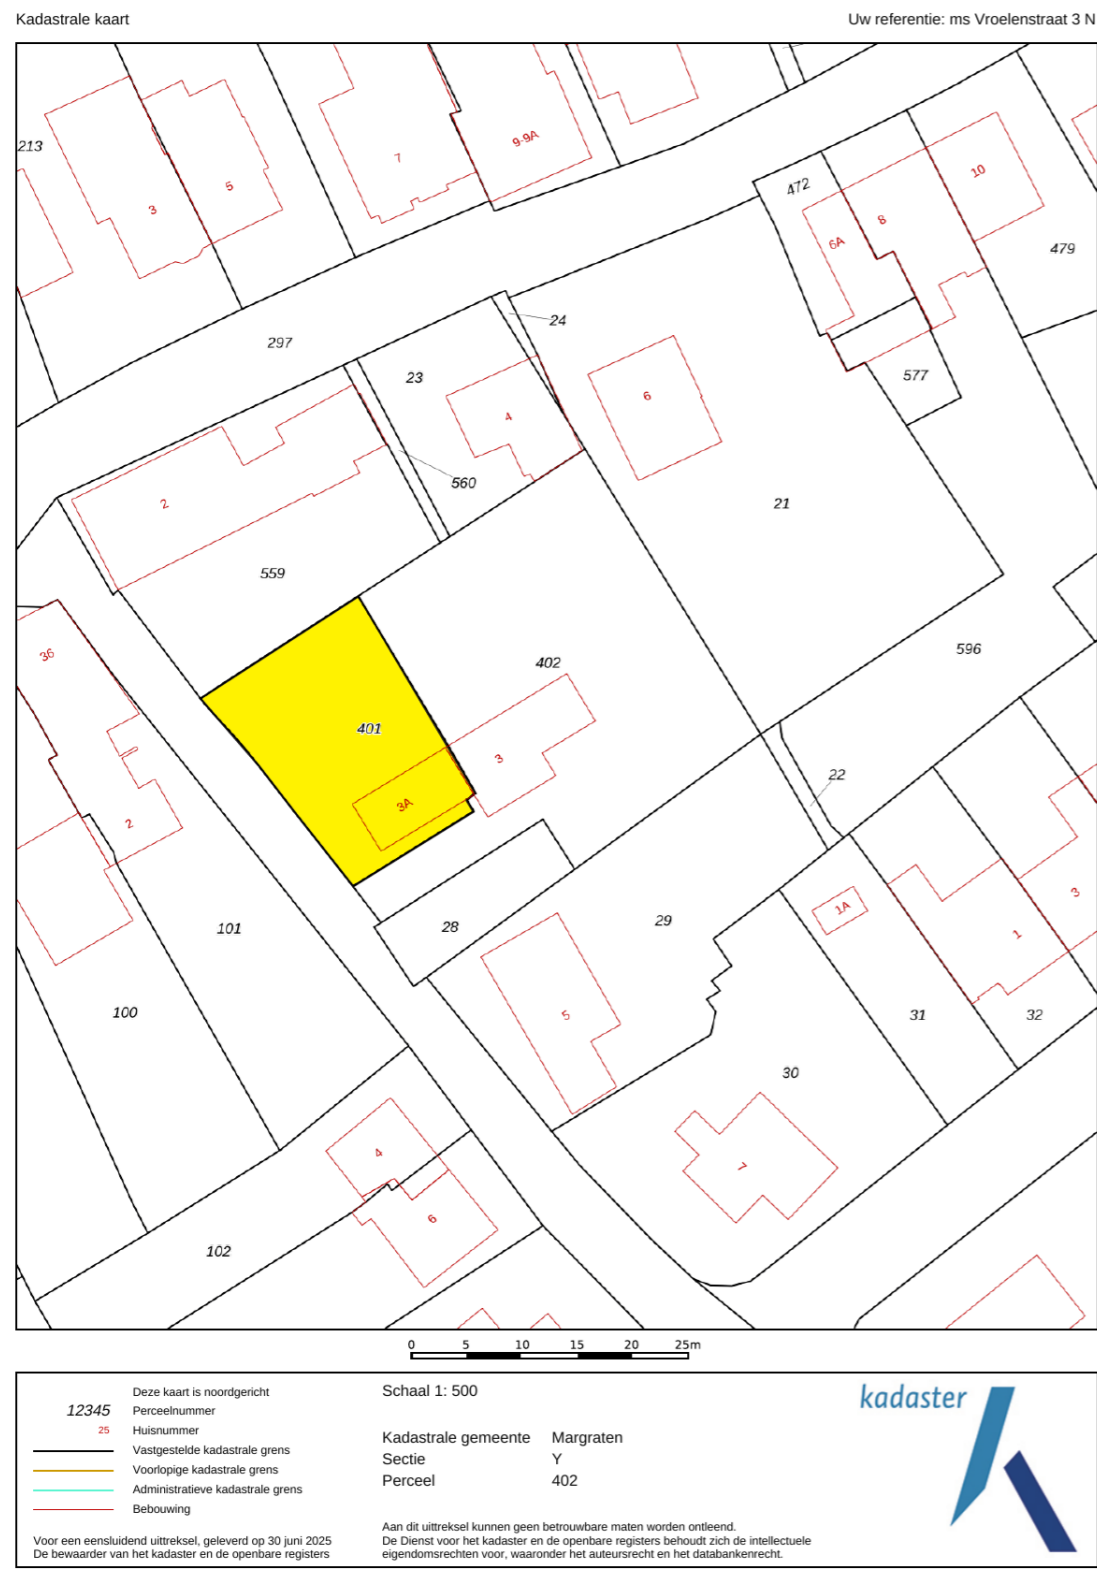 Kadastrale kaart
Uw referentie: ms Vroelenstraat 3 N
213
3
5
7
9-9A
472
6A
8
10
479
297
24
23
4
6
577
560
2
21
559
36
402
596
401
3
3A
22
2
101
28
29
1A
3
1
100
5
31
32
30
4
7
6
102
0 5 10 15 20 25m
Deze kaart is noordgericht
12345 Perceelnummer
25 Huisnummer
Vastgestelde kadastrale grens
Voorlopige kadastrale grens
Administratieve kadastrale grens
Bebouwing
Voor een eensluidend uittreksel, geleverd op 30 juni 2025
De bewaarder van het kadaster en de openbare registers
Schaal 1: 500
Kadastrale gemeente Margraten
Sectie Y
Perceel 402
Aan dit uittreksel kunnen geen betrouwbare maten worden ontleend.
De Dienst voor het kadaster en de openbare registers behoudt zich de intellectuele
eigendomsrechten voor, waaronder het auteursrecht en het databankenrecht.
kadaster